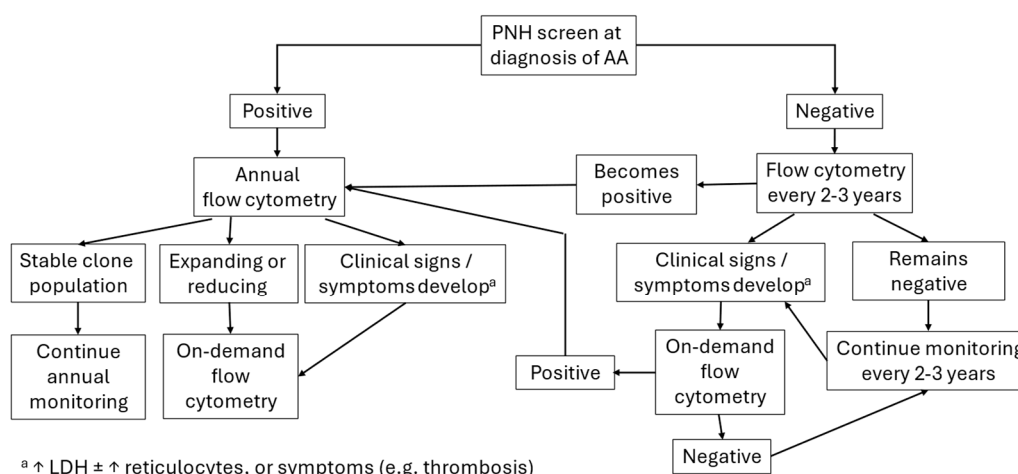 PNH screen at
diagnosis of AA
Positive
Negative
Annual
flow cytometry
Becomes
positive
Flow cytometry
every 2-3 years
Stable clone
population
Expanding or
reducing
Clinical signs /
symptoms developᵃ
Clinical signs /
symptoms developᵃ
Remains
negative
Continue
annual
monitoring
On-demand
flow
cytometry
Positive
On-demand
flow
cytometry
Continue monitoring
every 2-3 years
Negative
ᵃ ↑ LDH ± ↑ reticulocytes, or symptoms (e.g. thrombosis)